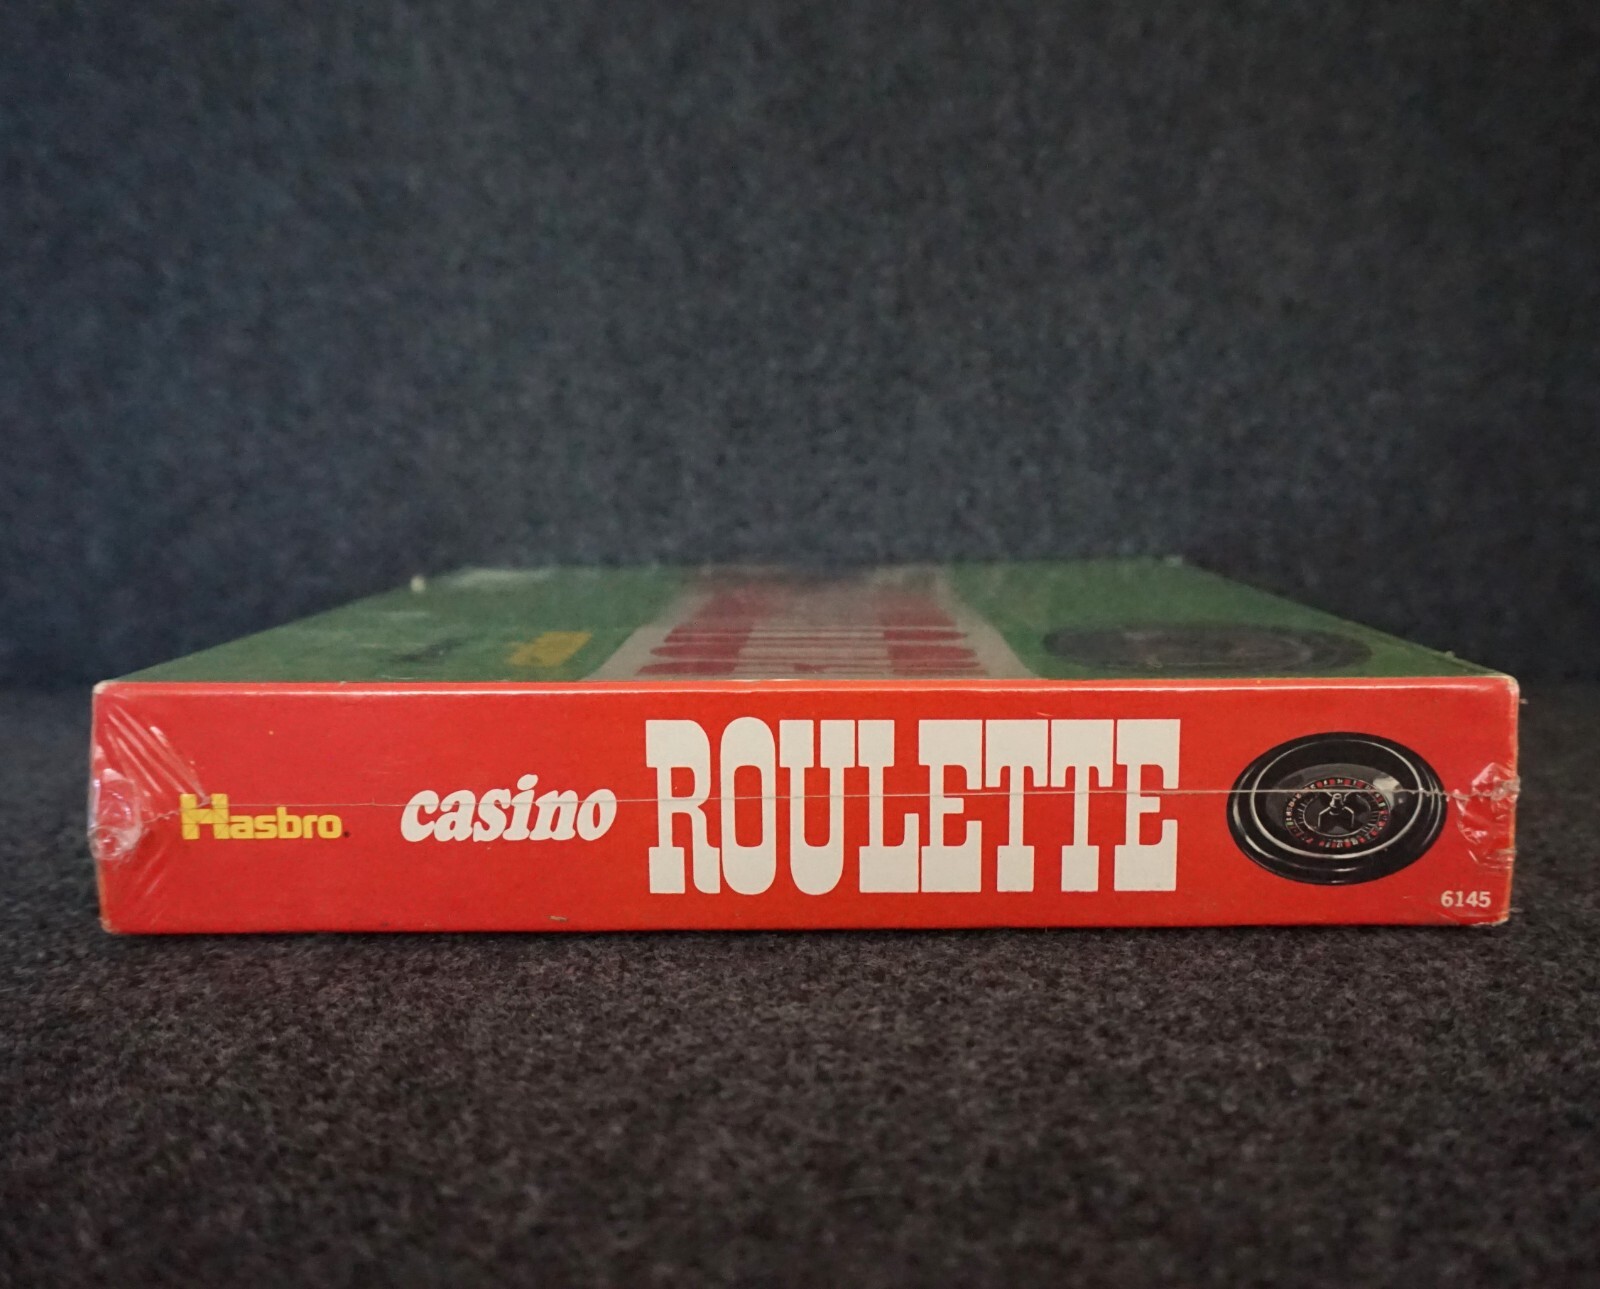 Hasbro.
casino ROULETTE
6145